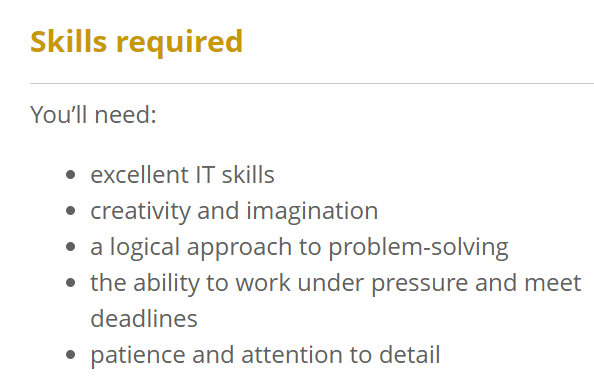 Skills required
You’ll need:
excellent IT skills
creativity and imagination
a logical approach to problem-solving
the ability to work under pressure and meet
deadlines
patience and attention to detail